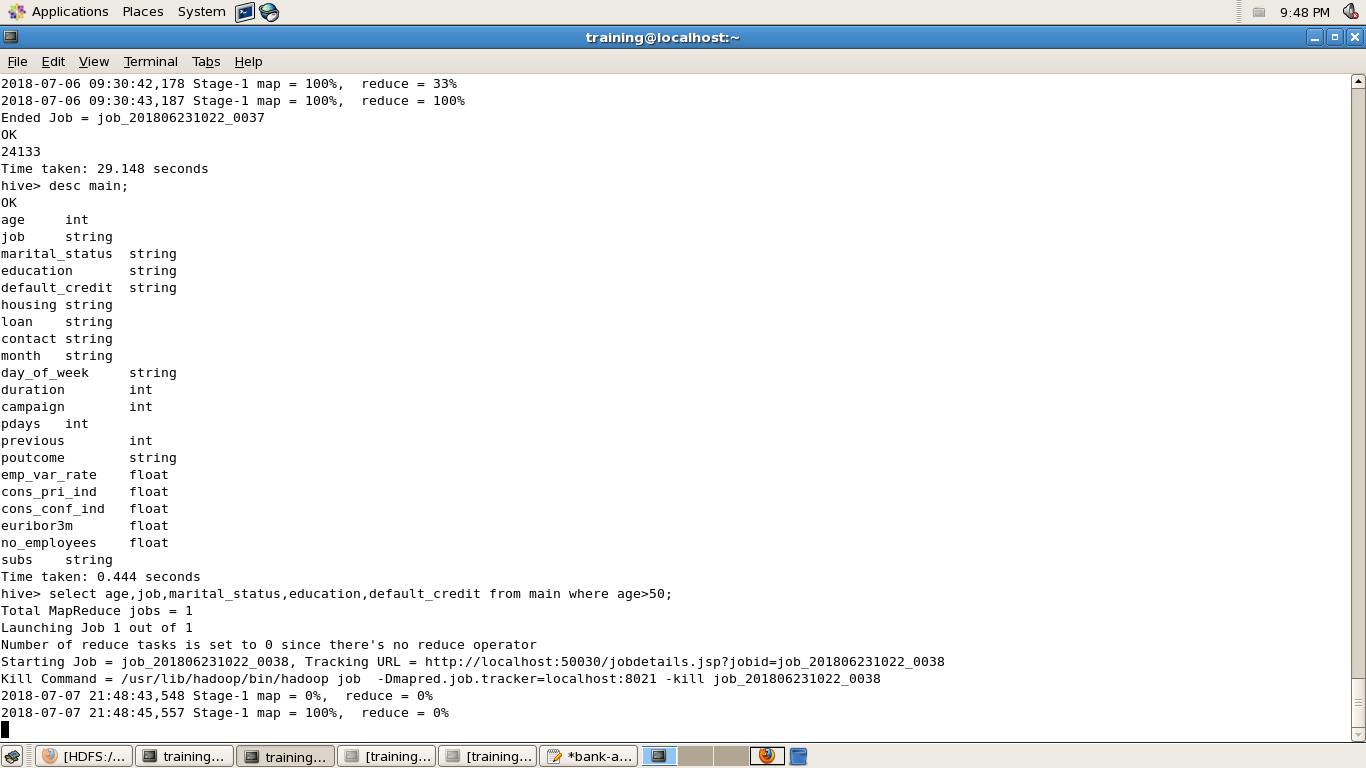 Applications Places System 9:48 PM
training@localhost:~
File Edit View Terminal Tabs Help
2018-07-06 09:30:42,178 Stage-1 map = 100%,  reduce = 33%
2018-07-06 09:30:43,187 Stage-1 map = 100%,  reduce = 100%
Ended Job = job_201806231022_0037
OK
24133
Time taken: 29.148 seconds
hive> desc main;
OK
age     int
job     string
marital_status  string
education       string
default_credit  string
housing string
loan    string
contact string
month   string
day_of_week     string
duration        int
campaign        int
pdays   int
previous        int
poutcome        string
emp_var_rate    float
cons_pri_ind    float
cons_conf_ind   float
euribor3m       float
no_employees    float
subs    string
Time taken: 0.444 seconds
hive> select age,job,marital_status,education,default_credit from main where age>50;
Total MapReduce jobs = 1
Launching Job 1 out of 1
Number of reduce tasks is set to 0 since there's no reduce operator
Starting Job = job_201806231022_0038, Tracking URL = http://localhost:50030/jobdetails.jsp?jobid=job_201806231022_0038
Kill Command = /usr/lib/hadoop/bin/hadoop job  -Dmapred.job.tracker=localhost:8021 -kill job_201806231022_0038
2018-07-07 21:48:43,548 Stage-1 map = 0%,  reduce = 0%
2018-07-07 21:48:45,557 Stage-1 map = 100%,  reduce = 0%
[HDFS:/... training... training... [training... [training... *bank-a...